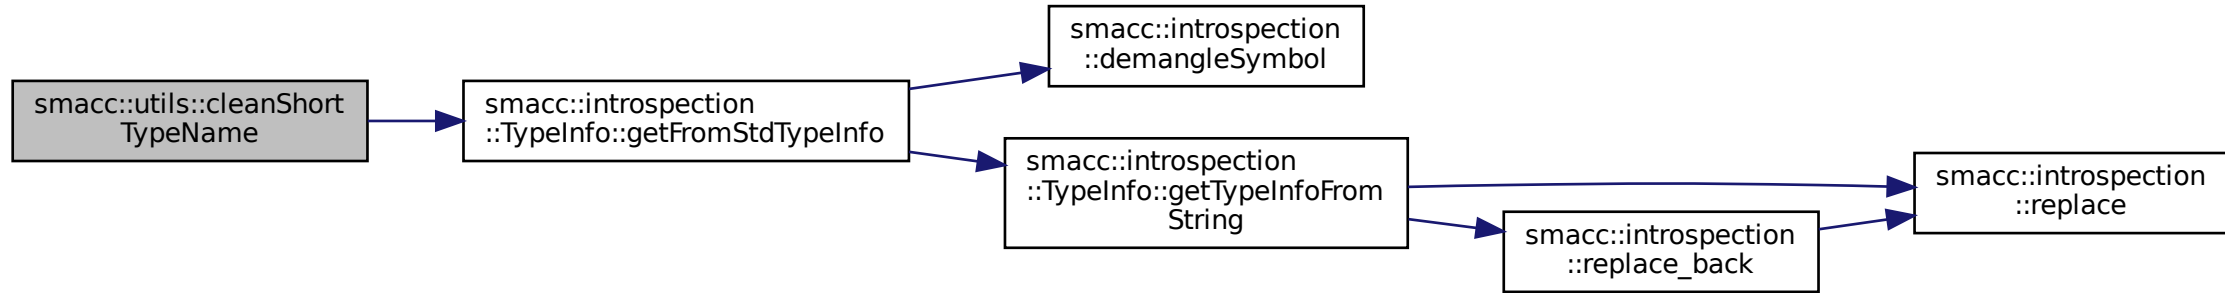 smacc::utils::cleanShort
TypeName
smacc::introspection
::TypeInfo::getFromStdTypeInfo
smacc::introspection
::demangleSymbol
smacc::introspection
::TypeInfo::getTypeInfoFrom
String
smacc::introspection
::replace_back
smacc::introspection
::replace